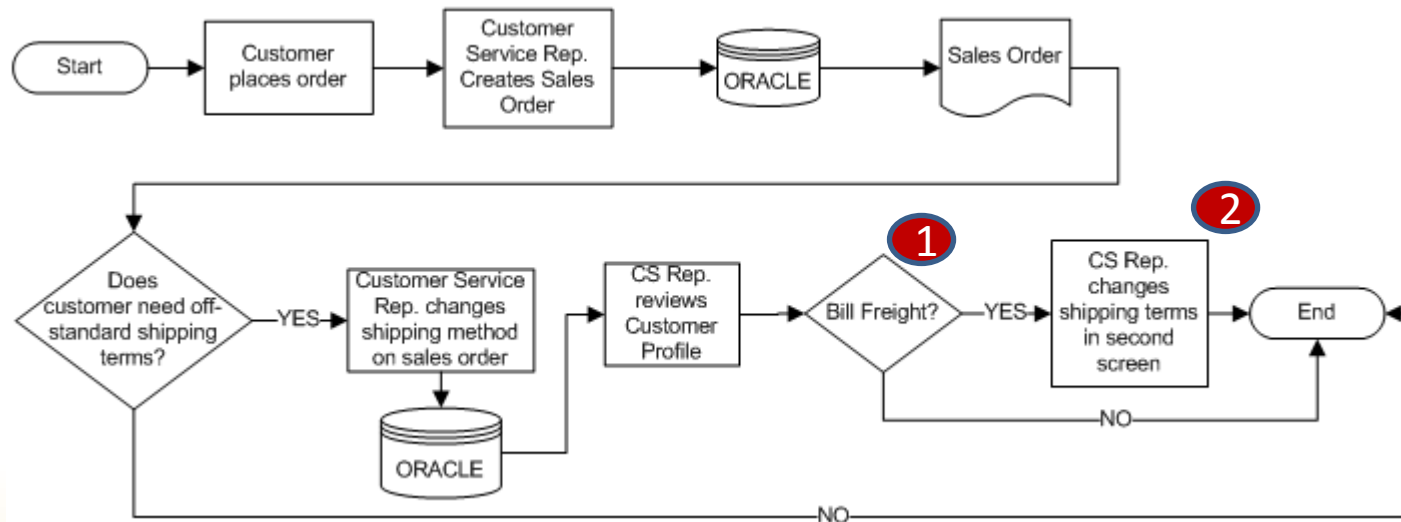 Start
Customer
places order
Customer
Service Rep.
Creates Sales
Order
ORACLE
Sales Order
Does
customer need off-
standard shipping
terms?
YES
Customer Service
Rep. changes
shipping method
on sales order
ORACLE
CS Rep.
reviews
Customer
Profile
1
Bill Freight?
YES
2
CS Rep.
changes
shipping terms
in second
screen
End
NO
NO